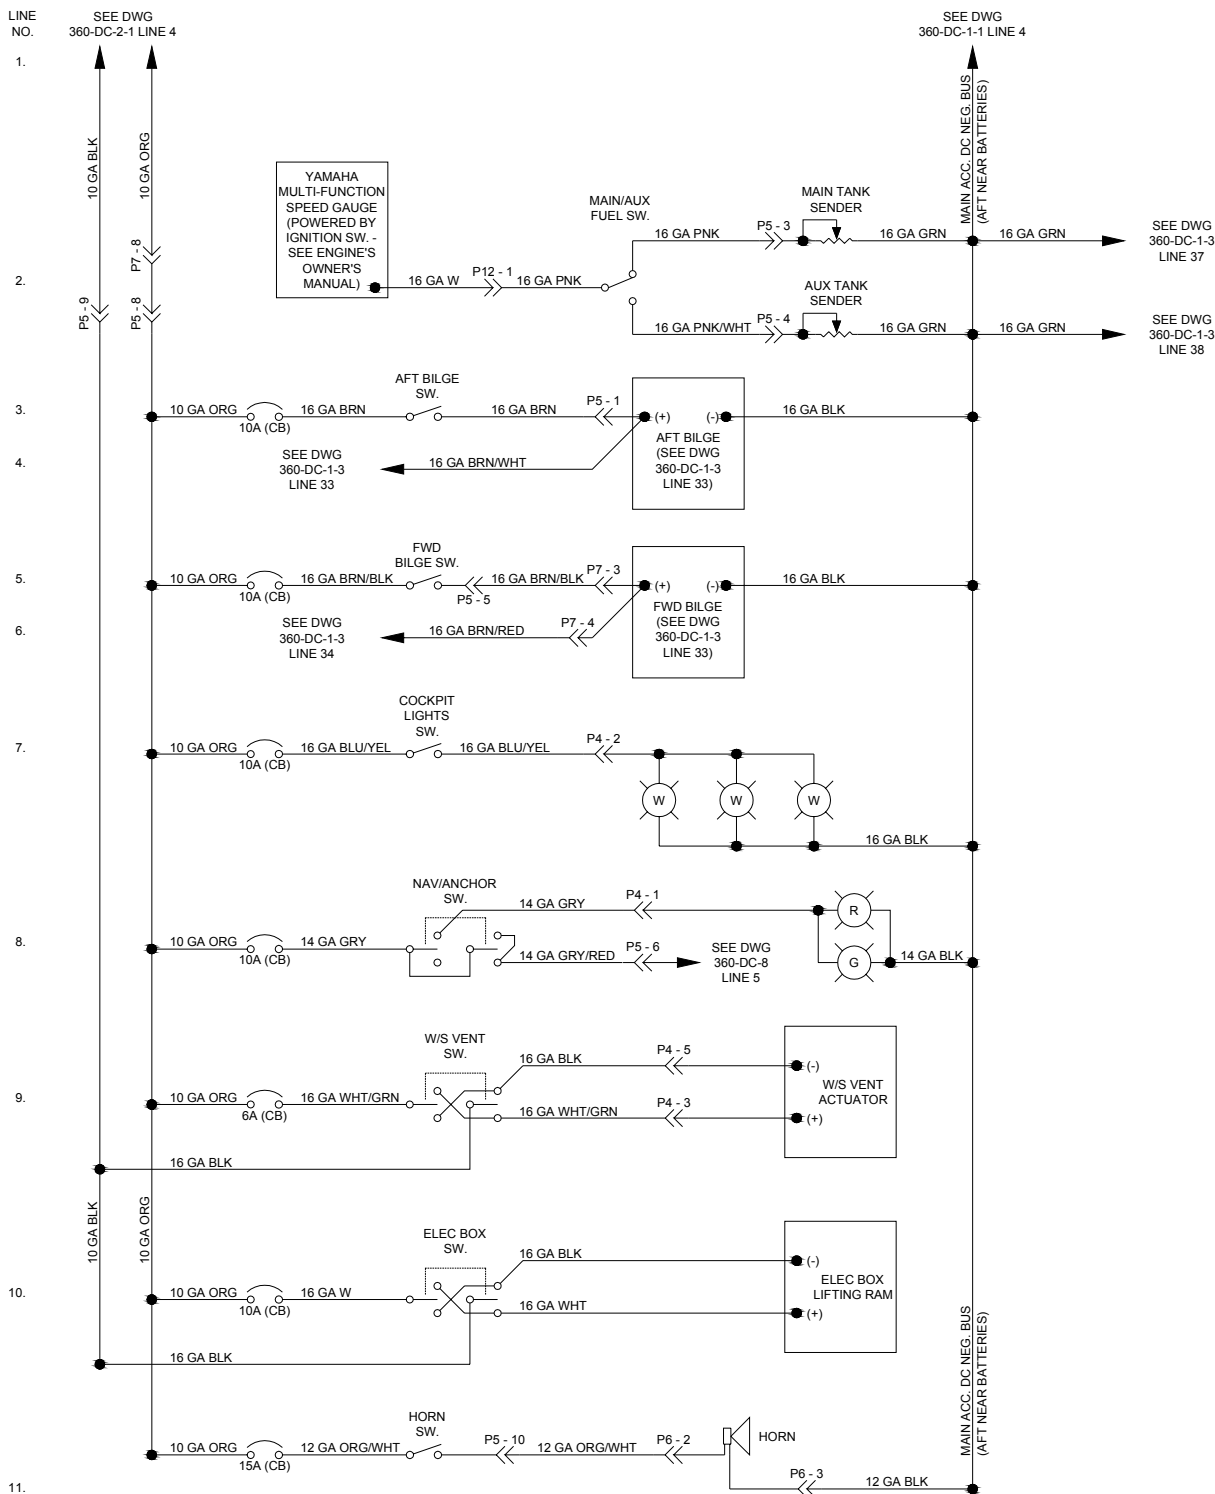 LINE
NO.
SEE DWG
360-DC-2-1 LINE 4
SEE DWG
360-DC-1-1 LINE 4
1.
10 GA BLK
10 GA ORG
MAIN ACC. DC NEG. BUS
(AFT NEAR BATTERIES)
P7 - 8
P5 - 9
P5 - 8
YAMAHA
MULTI-FUNCTION
SPEED GAUGE
(POWERED BY
IGNITION SW. -
SEE ENGINE'S
OWNER'S
MANUAL)
2.
16 GA W
P12 - 1
16 GA PNK
MAIN/AUX
FUEL SW.
16 GA PNK
P5 - 3
MAIN TANK
SENDER
16 GA GRN
16 GA GRN
SEE DWG
360-DC-1-3
LINE 37
16 GA PNK/WHT
P5 - 4
AUX TANK
SENDER
16 GA GRN
16 GA GRN
SEE DWG
360-DC-1-3
LINE 38
3.
10 GA ORG
10A (CB)
16 GA BRN
AFT BILGE
SW.
16 GA BRN
P5 - 1
(+)
(-)
16 GA BLK
AFT BILGE
(SEE DWG
360-DC-1-3
LINE 33)
4.
SEE DWG
360-DC-1-3
LINE 33
16 GA BRN/WHT
5.
10 GA ORG
10A (CB)
16 GA BRN/BLK
FWD
BILGE SW.
P5 - 5
16 GA BRN/BLK
P7 - 3
(+)
(-)
16 GA BLK
FWD BILGE
(SEE DWG
360-DC-1-3
LINE 33)
6.
SEE DWG
360-DC-1-3
LINE 34
16 GA BRN/RED
P7 - 4
7.
10 GA ORG
10A (CB)
16 GA BLU/YEL
COCKPIT
LIGHTS
SW.
16 GA BLU/YEL
P4 - 2
W
W
W
16 GA BLK
8.
10 GA ORG
10A (CB)
14 GA GRY
NAV/ANCHOR
SW.
14 GA GRY
P4 - 1
14 GA GRY/RED
P5 - 6
SEE DWG
360-DC-8
LINE 5
R
G
14 GA BLK
9.
10 GA ORG
6A (CB)
16 GA WHT/GRN
W/S VENT
SW.
16 GA BLK
P4 - 5
16 GA WHT/GRN
P4 - 3
(-)
W/S VENT
ACTUATOR
(+)
16 GA BLK
10 GA BLK
10 GA ORG
10.
10 GA ORG
10A (CB)
16 GA W
ELEC BOX
SW.
16 GA BLK
16 GA WHT
(-)
ELEC BOX
LIFTING RAM
(+)
16 GA BLK
MAIN ACC. DC NEG. BUS
(AFT NEAR BATTERIES)
10 GA ORG
15A (CB)
12 GA ORG/WHT
HORN
SW.
P5 - 10
12 GA ORG/WHT
P6 - 2
HORN
11.
P6 - 3
12 GA BLK